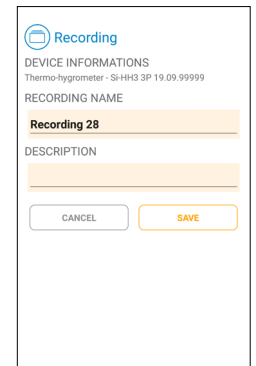 Recording
DEVICE INFORMATIONS
Thermo-hygrometer - Si-HH3 3P 19.09.99999
RECORDING NAME
Recording 28
DESCRIPTION
CANCEL SAVE